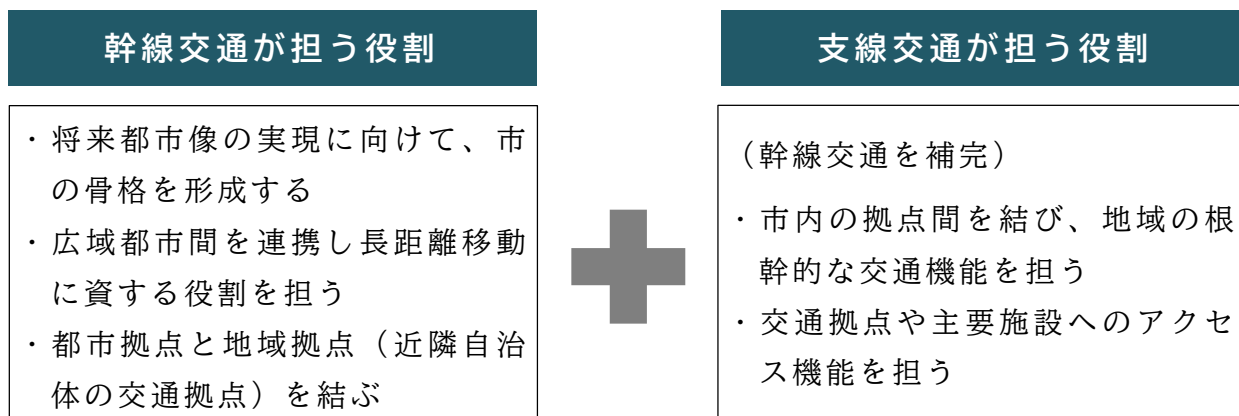 幹線交通が担う役割
・将来都市像の実現に向けて、市
の骨格を形成する
・広域都市間を連携し長距離移動
に資する役割を担う
・都市拠点と地域拠点（近隣自治
体の交通拠点）を結ぶ
支線交通が担う役割
（幹線交通を補完）
・市内の拠点間を結び、地域の根
幹的な交通機能を担う
・交通拠点や主要施設へのアクセ
ス機能を担う